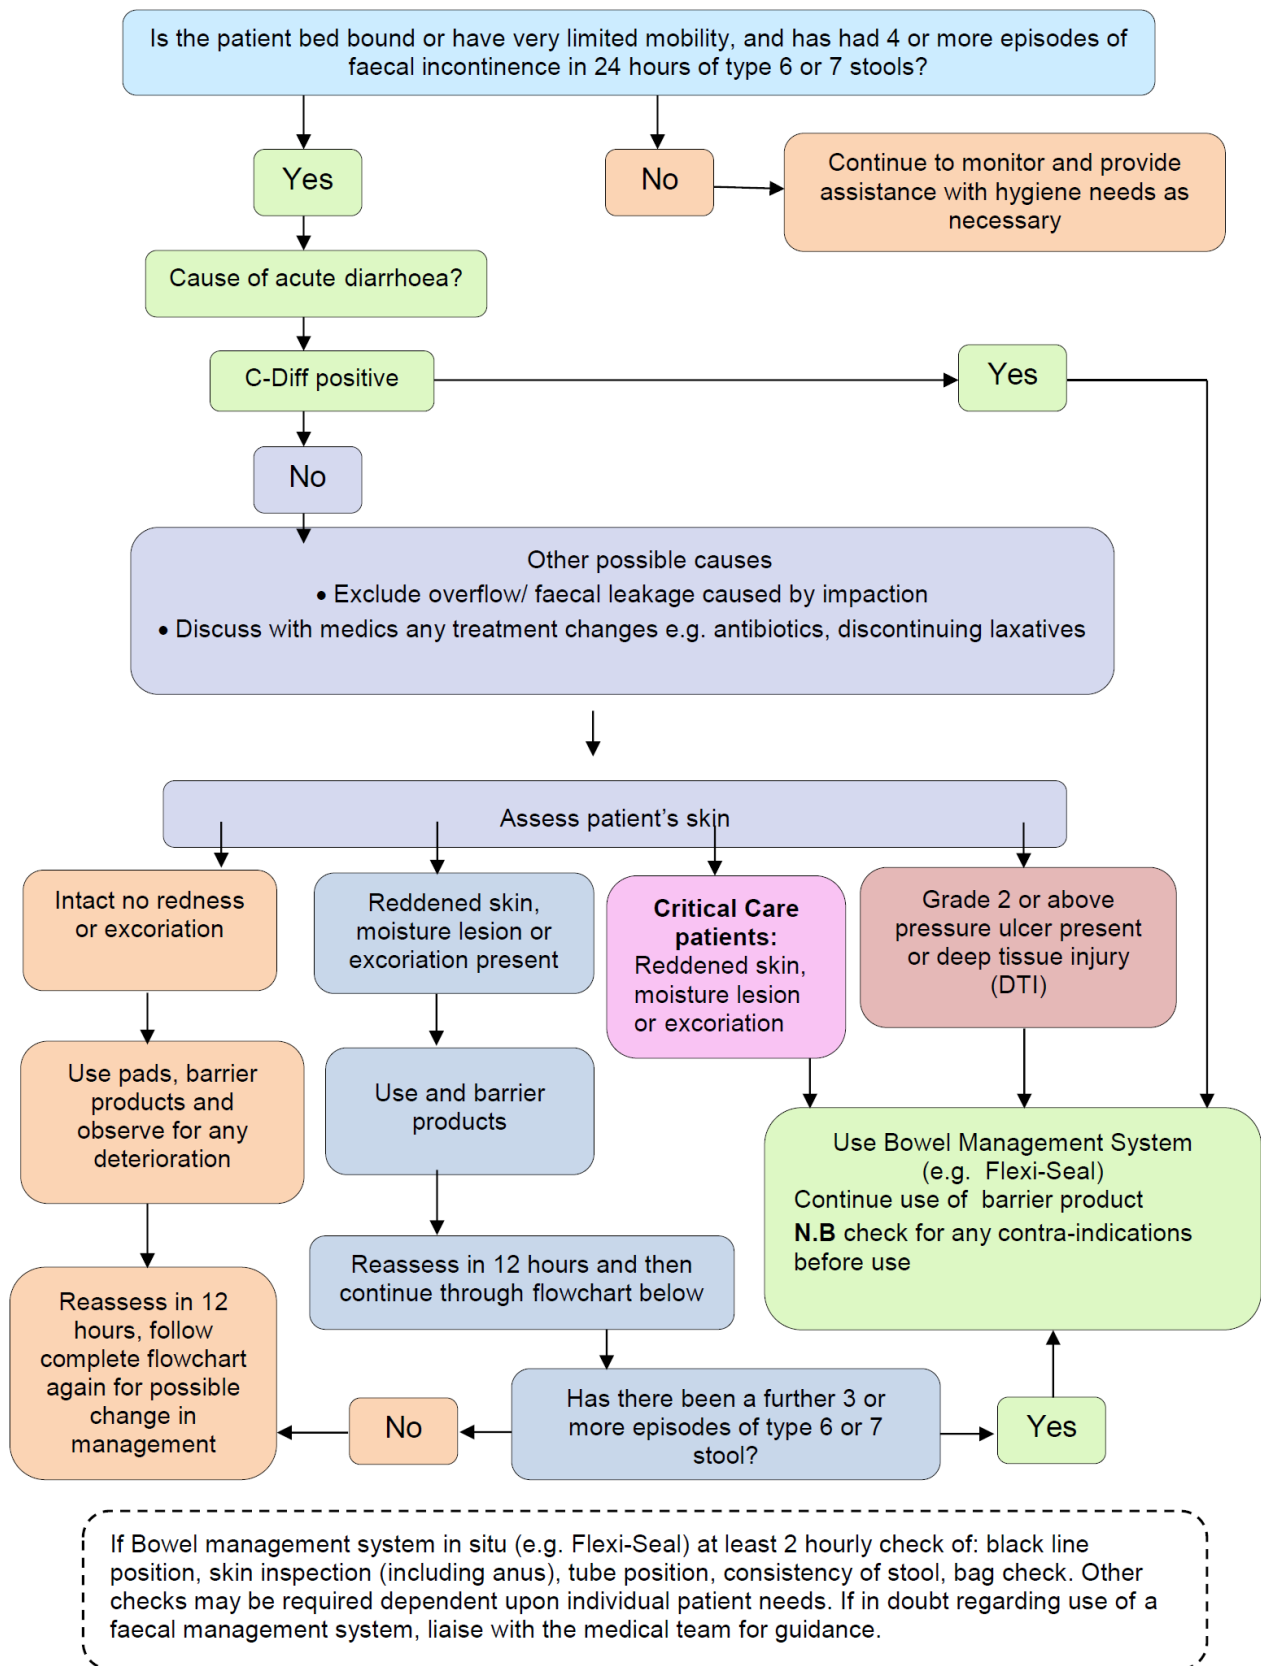 Is the patient bed bound or have very limited mobility, and has had 4 or more episodes of
faecal incontinence in 24 hours of type 6 or 7 stools?
Yes
No
Continue to monitor and provide
assistance with hygiene needs as
necessary
Cause of acute diarrhoea?
C-Diff positive
Yes
No
Other possible causes
• Exclude overflow/ faecal leakage caused by impaction
• Discuss with medics any treatment changes e.g. antibiotics, discontinuing laxatives
Assess patient's skin
Intact no redness
or excoriation
Reddened skin,
moisture lesion or
excoriation present
Critical Care
patients:
Reddened skin,
moisture lesion
or excoriation
Grade 2 or above
pressure ulcer present
or deep tissue injury
(DTI)
Use pads, barrier
products and
observe for any
deterioration
Use and barrier
products
Use Bowel Management System
(e.g. Flexi-Seal)
Continue use of barrier product
N.B check for any contra-indications
before use
Reassess in 12 hours and then
continue through flowchart below
Reassess in 12
hours, follow
complete flowchart
again for possible
change in
management
Has there been a further 3 or
more episodes of type 6 or 7
stool?
No
Yes
If Bowel management system in situ (e.g. Flexi-Seal) at least 2 hourly check of: black line
position, skin inspection (including anus), tube position, consistency of stool, bag check. Other
checks may be required dependent upon individual patient needs. If in doubt regarding use of a
faecal management system, liaise with the medical team for guidance.